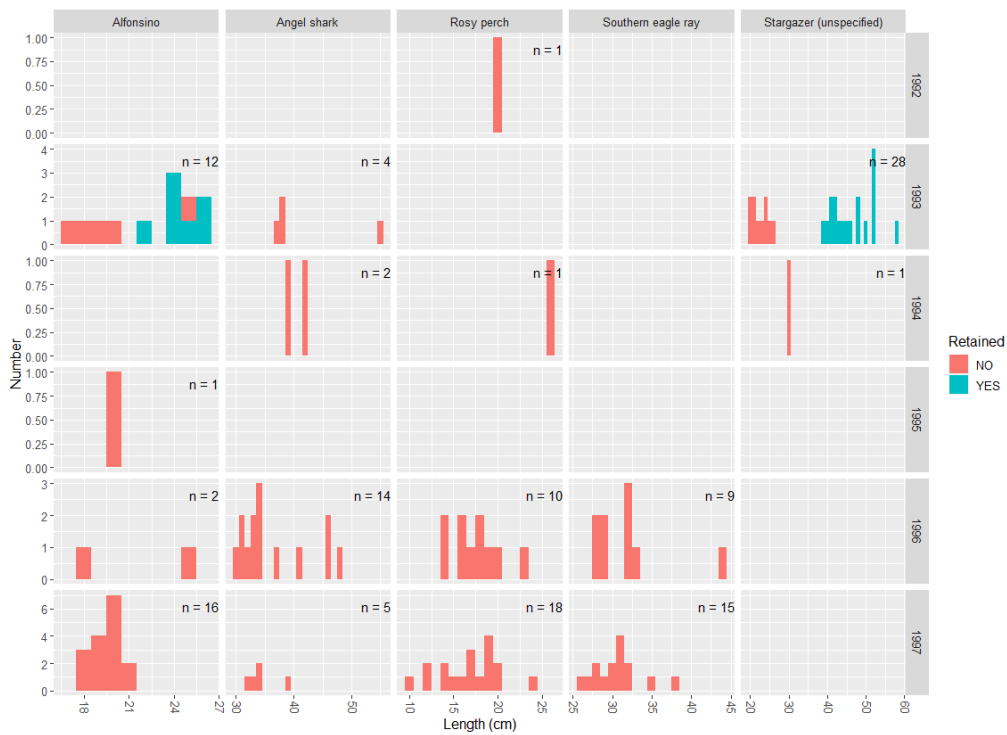 Alfonsino Angel shark Rosy perch Southern eagle ray Stargazer (unspecified)
1.00
0.75
0.50
0.25
0.00
n = 1
1992
4
3
2
1
0
n = 12 n = 4 n = 28
1993
1.00
0.75
0.50
0.25
0.00
n = 2 n = 1 n = 1
1994
1.00
0.75
0.50
0.25
0.00
n = 1
1995
3
2
1
0
n = 2 n = 14 n = 10 n = 9
1996
6
4
2
0
n = 16 n = 5 n = 18 n = 15
1997
18 21 24 27 30 40 50 10 15 20 25 25 30 35 40 45 20 30 40 50 60
Length (cm)
Number
Retained
NO
YES